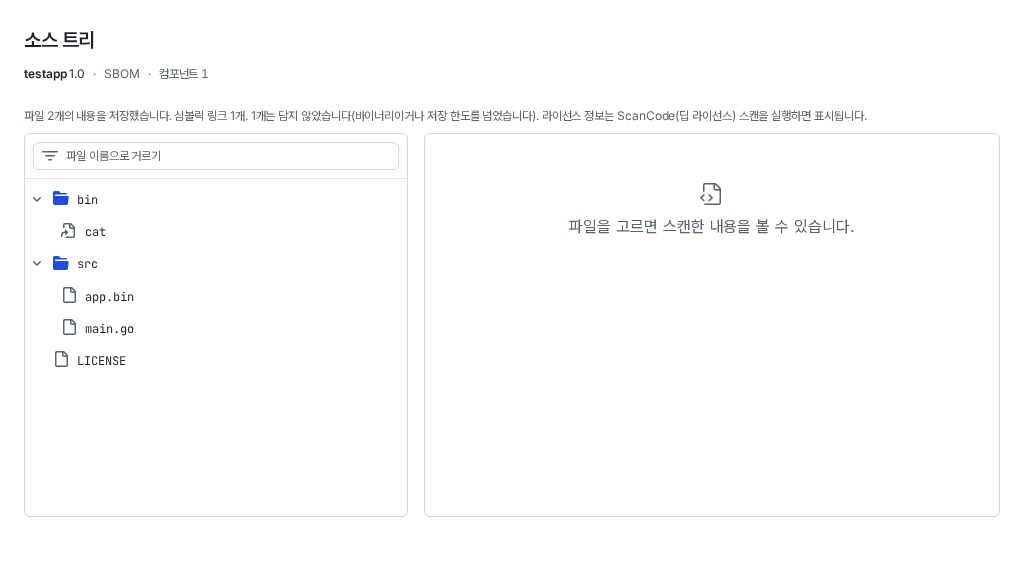 소스 트리
testapp 1.0 · SBOM · 컴포넌트 1
파일 2개의 내용을 저장했습니다. 심볼릭 링크 1개. 1개는 담지 않았습니다(바이너리이거나 저장 한도를 넘었습니다). 라이선스 정보는 ScanCode(딥 라이선스) 스캔을 실행하면 표시됩니다.
파일 이름으로 거르기
bin
cat
src
app.bin
main.go
LICENSE
파일을 고르면 스캔한 내용을 볼 수 있습니다.